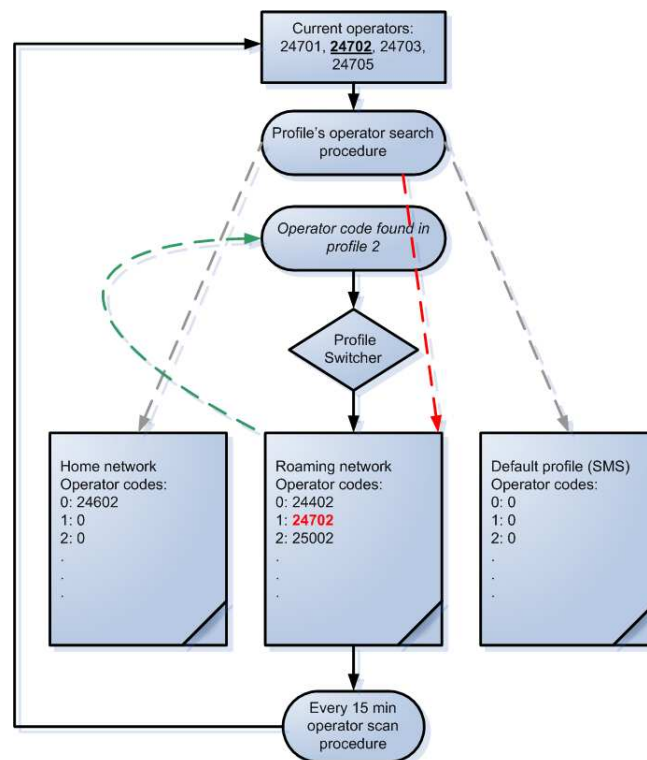 Current operators:
24701, 24702, 24703,
24705
Profile's operator search
procedure
Operator code found in
profile 2
Profile
Switcher
Home network
Operator codes:
0: 24602
1: 0
2: 0
.
.
.
Roaming network
Operator codes:
0: 24402
1: 24702
2: 25002
.
.
.
Default profile (SMS)
Operator codes:
0: 0
1: 0
2: 0
.
.
.
Every 15 min
operator scan
procedure